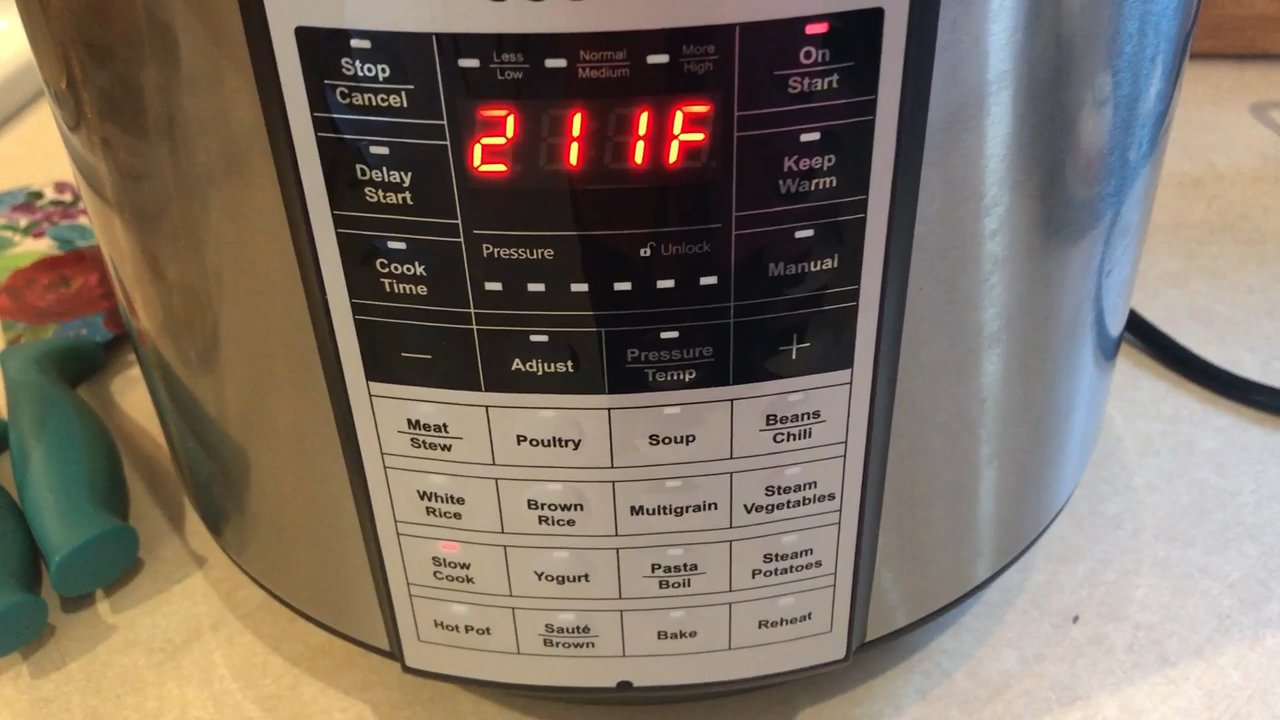 Stop
Cancel
Less
Low
Normal
Medium
More
High
On
Start
211F
Delay
Start
Keep
Warm
Cook
Time
Pressure
Unlock
Manual
—
Adjust
Pressure
Temp
+
Meat
Stew
Poultry
Soup
Beans
Chili
White
Rice
Brown
Rice
Multigrain
Steam
Vegetables
Slow
Cook
Yogurt
Pasta
Boil
Steam
Potatoes
Hot Pot
Sauté
Brown
Bake
Reheat